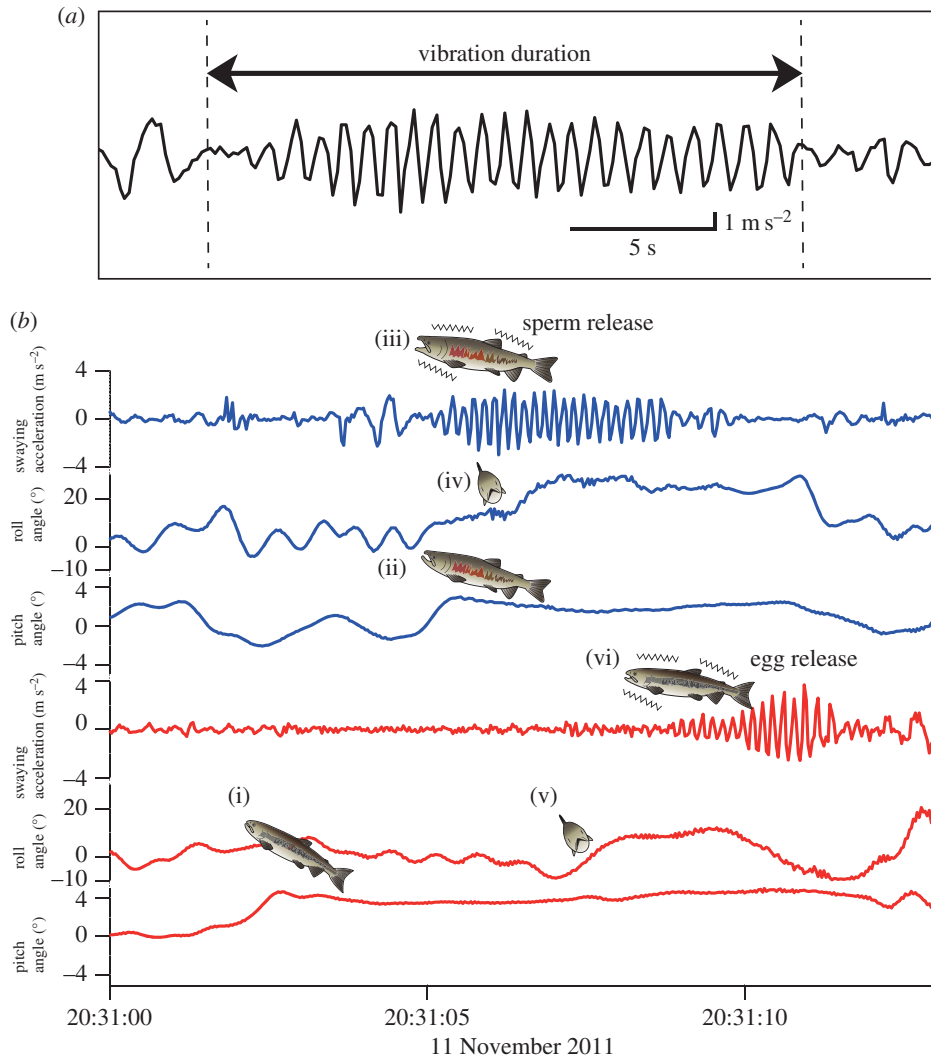 (a)
vibration duration
1 m s⁻²
5 s
(b)
(iii)
sperm release
4
0
–4
swaying
acceleration (m s⁻²)
(iv)
20
0
–10
roll
angle (°)
(ii)
4
0
–4
pitch
angle (°)
(vi)
egg release
4
0
–4
swaying
acceleration (m s⁻²)
(i)
(v)
20
0
–10
roll
angle (°)
4
0
–4
pitch
angle (°)
20:31:00 20:31:05 20:31:10
11 November 2011